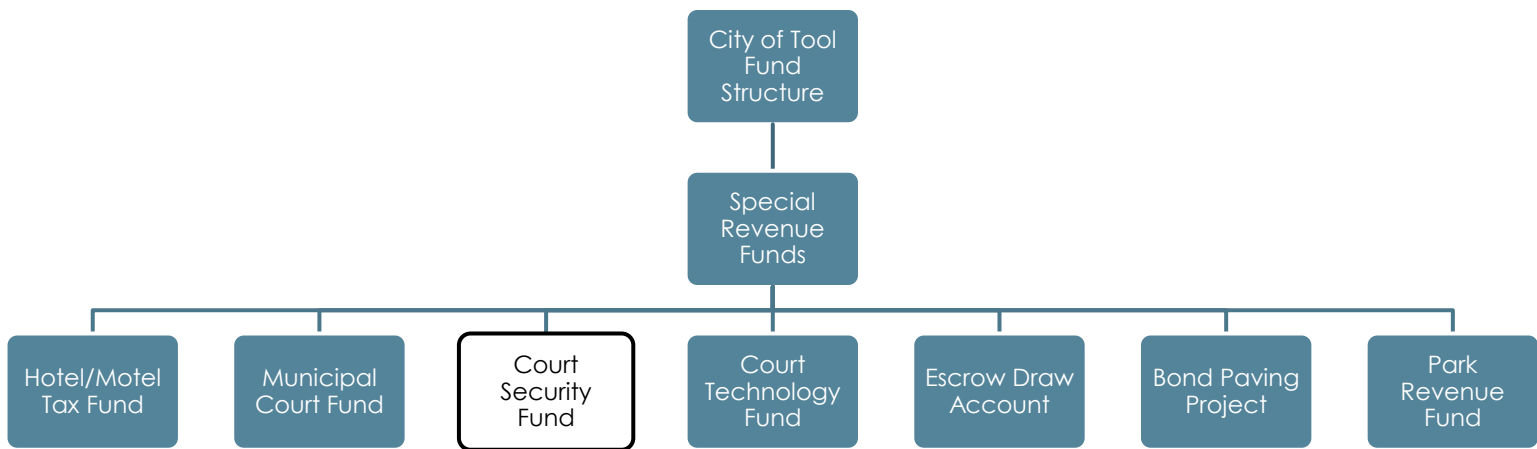 City of Tool
Fund
Structure
Special
Revenue
Funds
Hotel/Motel
Tax Fund
Municipal
Court Fund
Court
Security
Fund
Court
Technology
Fund
Escrow Draw
Account
Bond Paving
Project
Park
Revenue
Fund